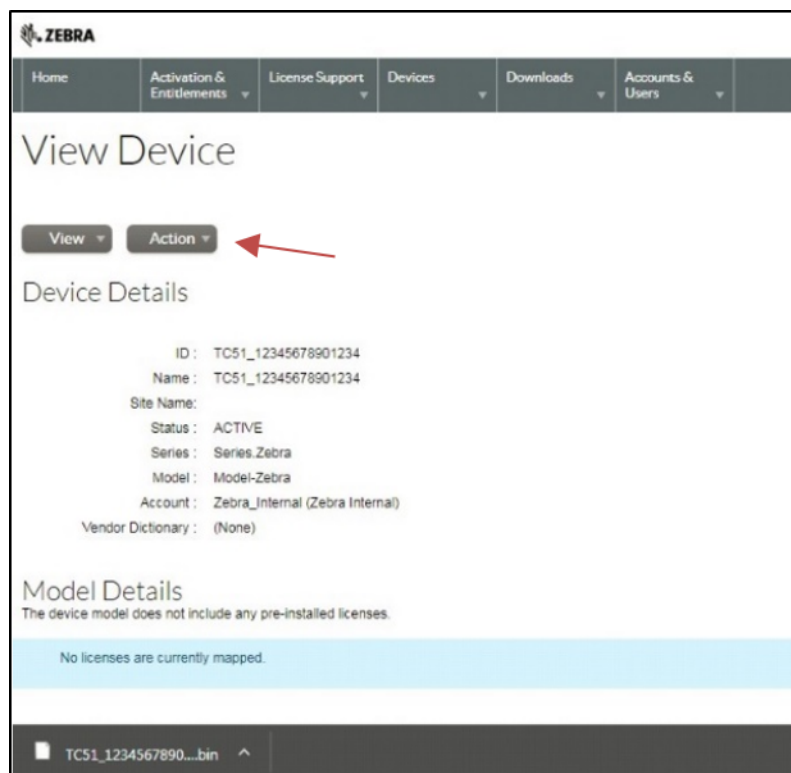 ZEBRA
Home
Activation & Entitlements
License Support
Devices
Downloads
Accounts & Users
View Device
View
Action
Device Details
ID : TC51_12345678901234
Name : TC51_12345678901234
Site Name:
Status : ACTIVE
Series : Series.Zebra
Model : Model-Zebra
Account : Zebra_Internal (Zebra Internal)
Vendor Dictionary : (None)
Model Details
The device model does not include any pre-installed licenses.
No licenses are currently mapped.
TC51_1234567890....bin